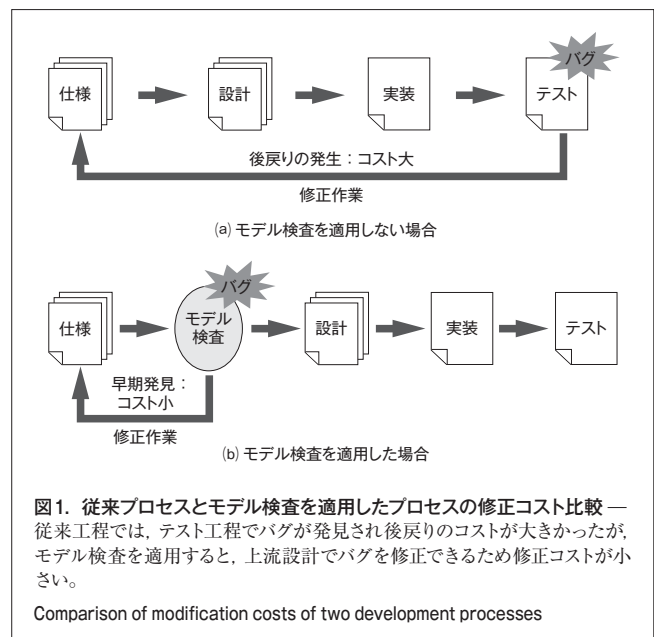 バグ
仕様
設計
実装
テスト
後戻りの発生：コスト大
修正作業
(a) モデル検査を適用しない場合
バグ
仕様
モデル
検査
設計
実装
テスト
早期発見：
コスト小
修正作業
(b) モデル検査を適用した場合
図1. 従来プロセスとモデル検査を適用したプロセスの修正コスト比較 —
従来工程では，テスト工程でバグが発見され後戻りのコストが大きかったが，
モデル検査を適用すると，上流設計でバグを修正できるため修正コストが小
さい。
Comparison of modification costs of two development processes